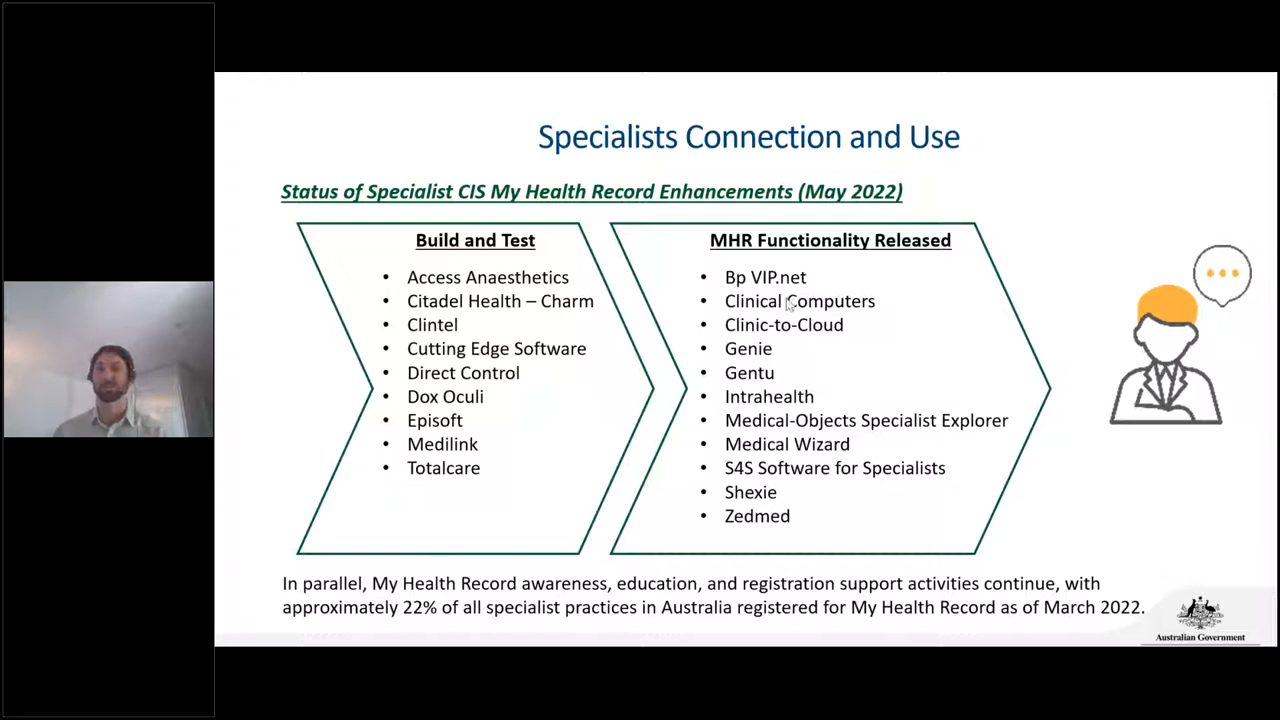 Specialists Connection and Use
Status of Specialist CIS My Health Record Enhancements (May 2022)
Build and Test
• Access Anaesthetics
• Citadel Health – Charm
• Clintel
• Cutting Edge Software
• Direct Control
• Dox Oculi
• Episoft
• Medilink
• Totalcare
MHR Functionality Released
• Bp VIP.net
• Clinical Computers
• Clinic-to-Cloud
• Genie
• Gentu
• Intrahealth
• Medical-Objects Specialist Explorer
• Medical Wizard
• S4S Software for Specialists
• Shexie
• Zedmed
In parallel, My Health Record awareness, education, and registration support activities continue, with
approximately 22% of all specialist practices in Australia registered for My Health Record as of March 2022.
Australian Government